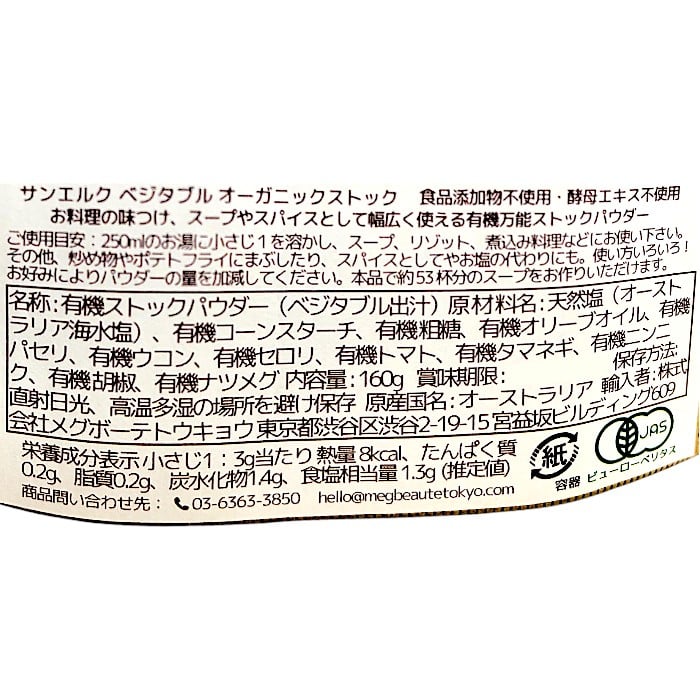 サンエルク ベジタブル オーガニックストック　食品添加物不使用・酵母エキス不使用
お料理の味つけ、スープやスパイスとして幅広く使える有機万能ストックパウダー
ご使用目安：250mlのお湯に小さじ1を溶かし、スープ、リゾット、煮込み料理などにお使い下さい。
その他、炒め物やポテトフライにまぶしたり、スパイスとしてやお塩の代わりにも。使い方いろいろ！
お好みによりパウダーの量を加減してください。本品で約53杯分のスープをお作りいただけます。
名称：有機ストックパウダー（ベジタブル出汁）原材料名：天然塩（オースト
ラリア海水塩）、有機コーンスターチ、有機粗糖、有機オリーブオイル、有機
パセリ、有機ウコン、有機セロリ、有機トマト、有機タマネギ、有機ニンニ
ク、有機胡椒、有機ナツメグ 内容量：160g 賞味期限：　　　　保存方法：
直射日光、高温多湿の場所を避け保存 原産国名：オーストラリア 輸入者：株式
会社メグボーテトウキョウ 東京都渋谷区渋谷2-19-15 宮益坂ビルディング609
栄養成分表示 小さじ1：3g当たり 熱量 8kcal、たんぱく質
0.2g、脂質0.2g、炭水化物1.4g、食塩相当量 1.3g (推定値)
商品問い合わせ先： 03-6363-3850　hello@megbeautetokyo.com
紙
容器
JAS
ビューローベリタス